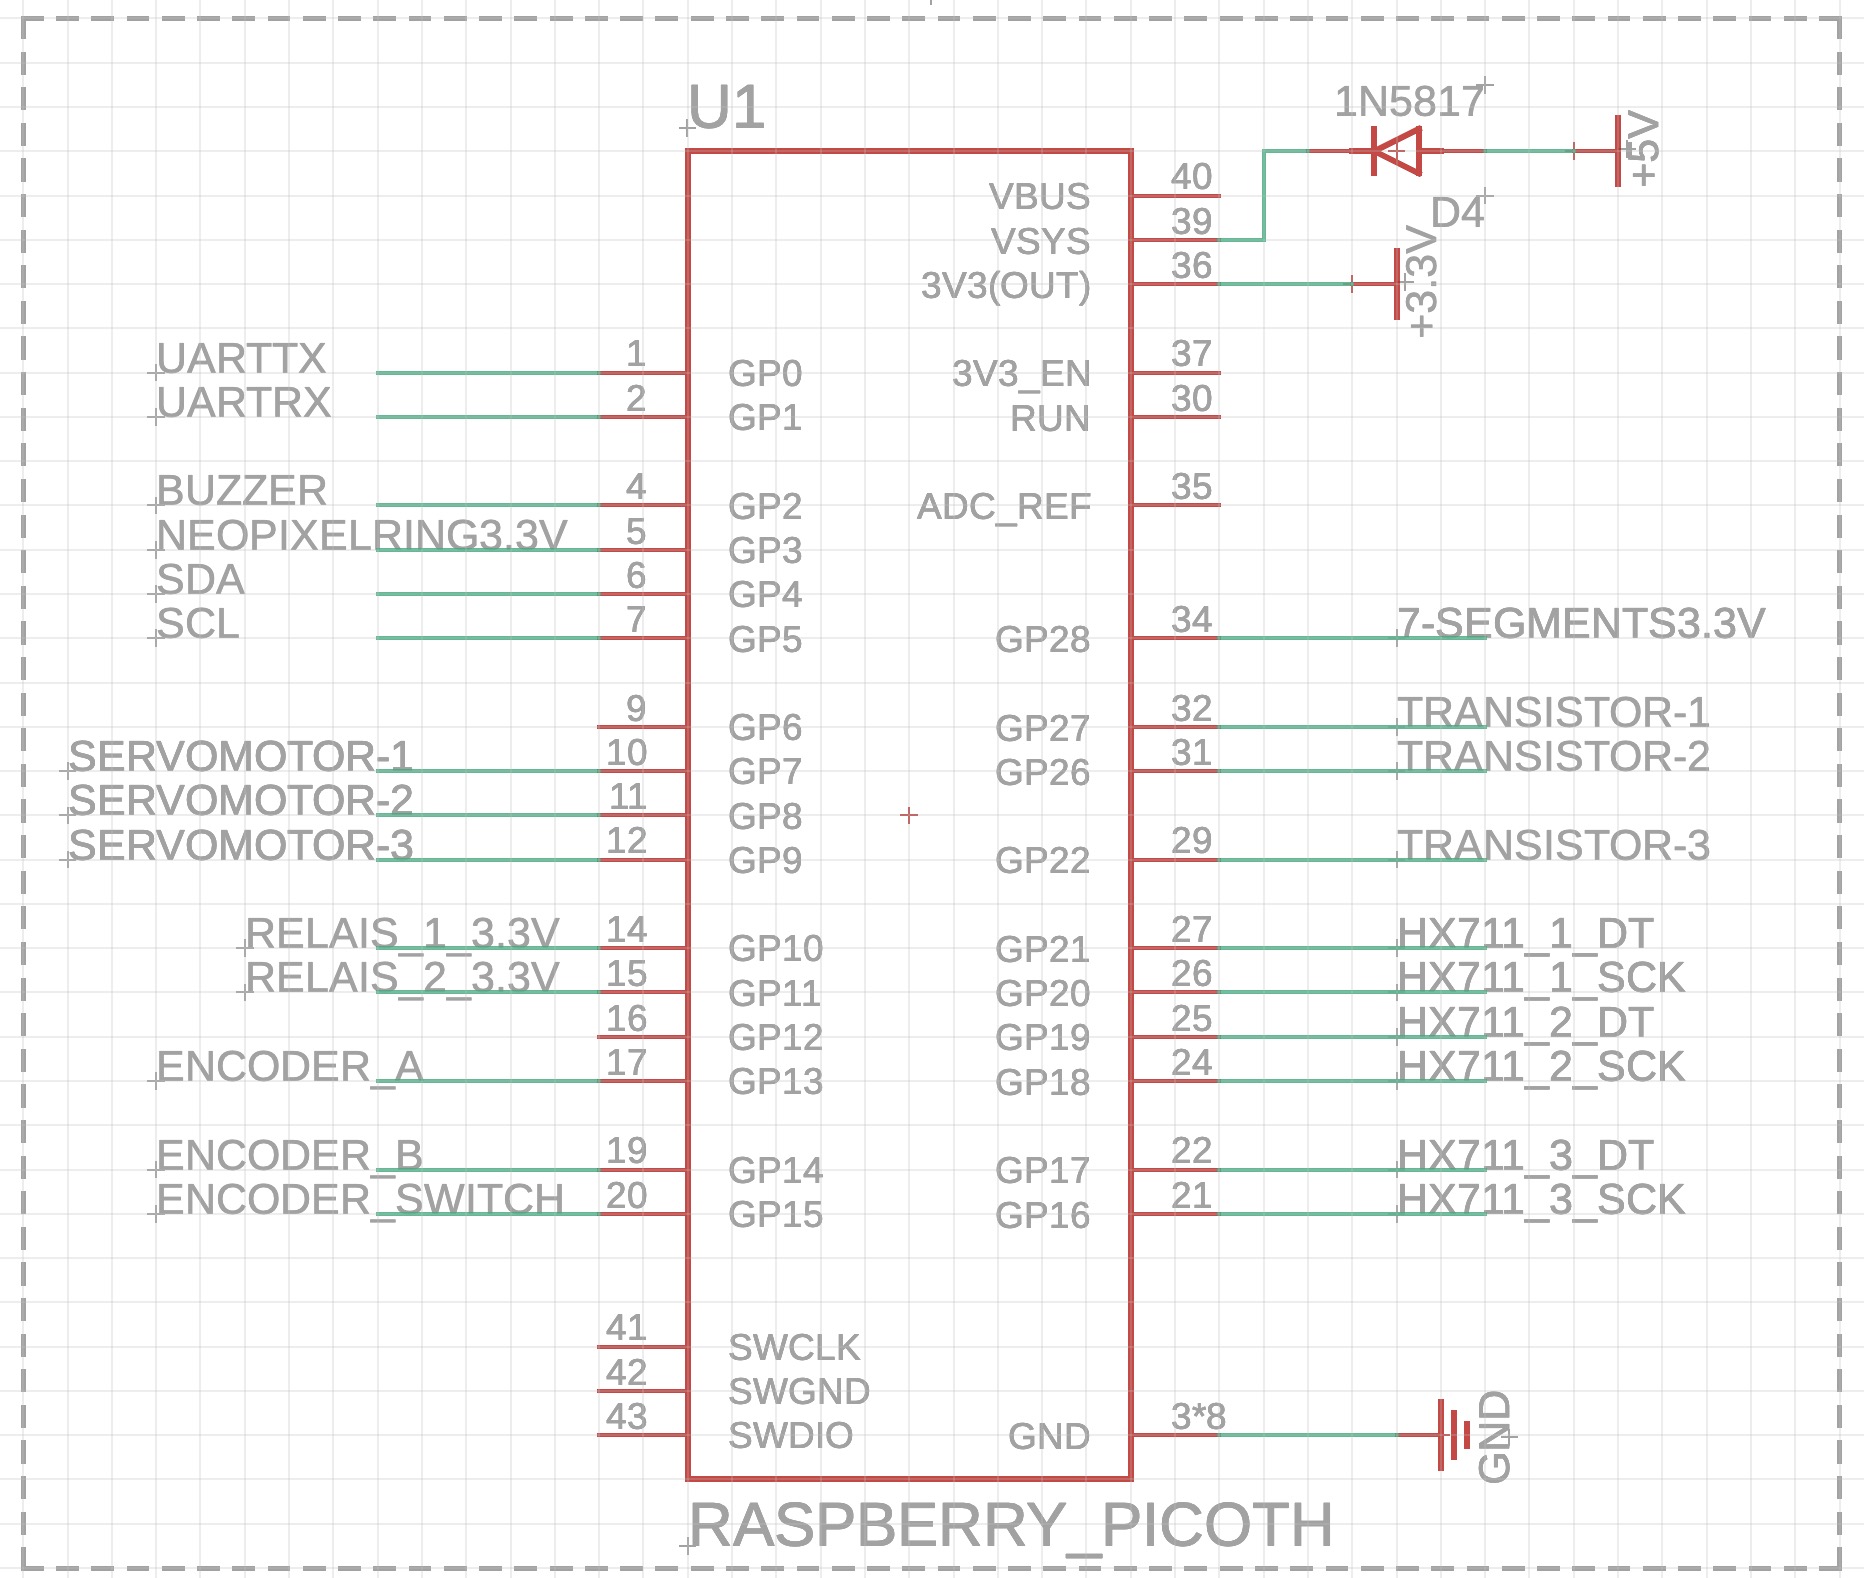 U1
1N5817
+5V
D4
+3.3V
VBUS 40
VSYS 39
3V3(OUT) 36
UARTTX 1 GP0 3V3_EN 37
UARTRX 2 GP1 RUN 30
BUZZER 4 GP2 ADC_REF 35
NEOPIXELRING3.3V 5 GP3
SDA 6 GP4
SCL 7 GP5 GP28 34 7-SEGMENTS3.3V
9 GP6 GP27 32 TRANSISTOR-1
SERVOMOTOR-1 10 GP7 GP26 31 TRANSISTOR-2
SERVOMOTOR-2 11 GP8
SERVOMOTOR-3 12 GP9 GP22 29 TRANSISTOR-3
RELAIS_1_3.3V 14 GP10 GP21 27 HX711_1_DT
RELAIS_2_3.3V 15 GP11 GP20 26 HX711_1_SCK
16 GP12 GP19 25 HX711_2_DT
ENCODER_A 17 GP13 GP18 24 HX711_2_SCK
ENCODER_B 19 GP14 GP17 22 HX711_3_DT
ENCODER_SWITCH 20 GP15 GP16 21 HX711_3_SCK
41 SWCLK
42 SWGND
43 SWDIO GND 3*8 GND
RASPBERRY_PICOTH